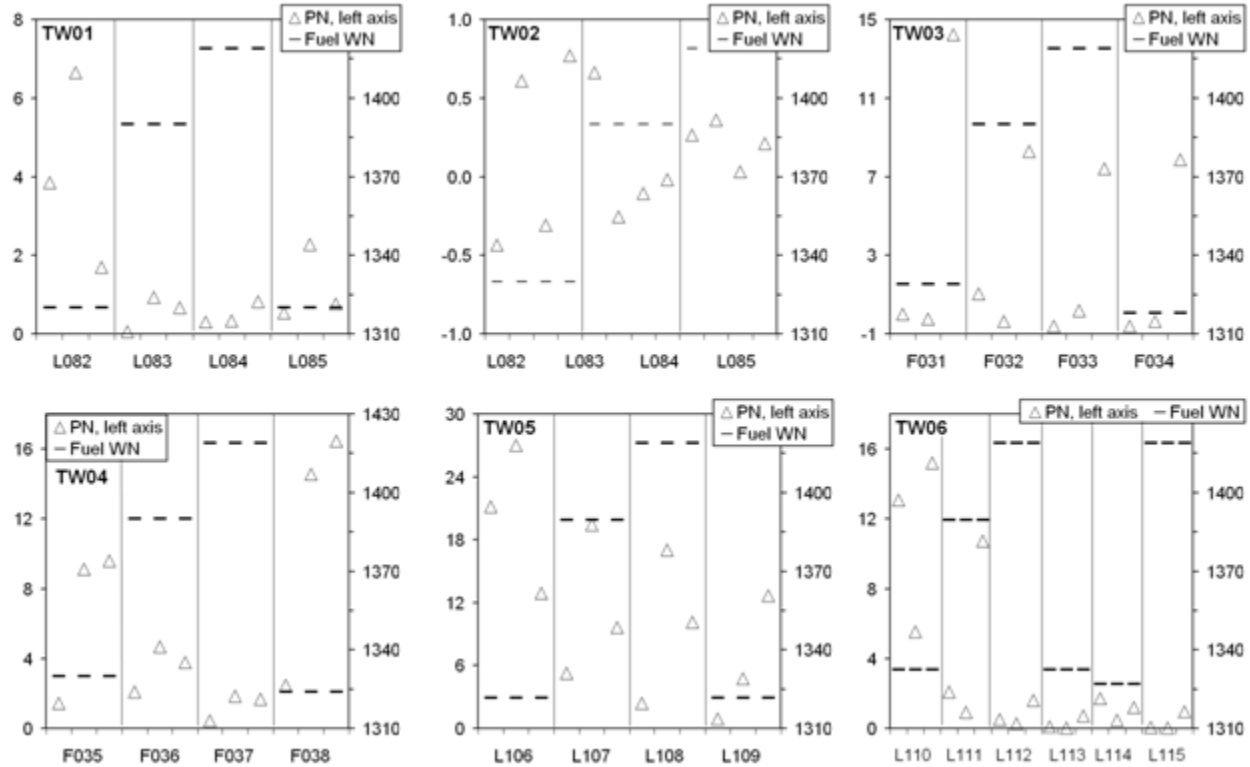 TW01
PN, left axis
Fuel WN
8
6
4
2
0
1400
1370
1340
1310
L082 L083 L084 L085
TW02
PN, left axis
Fuel WN
1.0
0.5
0.0
-0.5
-1.0
1400
1370
1340
1310
L082 L083 L084 L085
TW03
PN, left axis
Fuel WN
15
11
7
3
-1
1400
1370
1340
1310
F031 F032 F033 F034
PN, left axis
Fuel WN
TW04
16
12
8
4
0
1430
1400
1370
1340
1310
F035 F036 F037 F038
TW05
PN, left axis
Fuel WN
30
24
18
12
6
0
1400
1370
1340
1310
L106 L107 L108 L109
PN, left axis Fuel WN
TW06
16
12
8
4
0
1400
1370
1340
1310
L110 L111 L112 L113 L114 L115